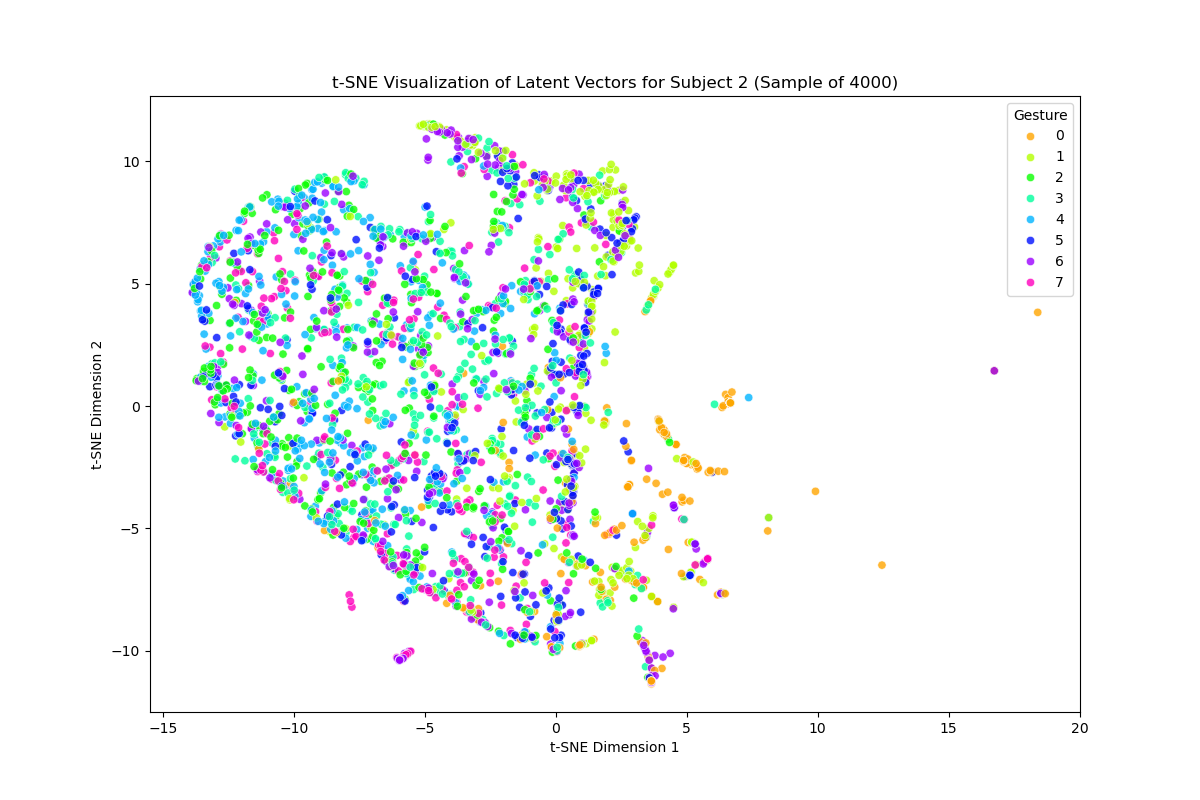 t-SNE Visualization of Latent Vectors for Subject 2 (Sample of 4000)
Gesture
0
1
2
3
4
5
6
7
10
5
0
−5
−10
t-SNE Dimension 2
−15 −10 −5 0 5 10 15 20
t-SNE Dimension 1